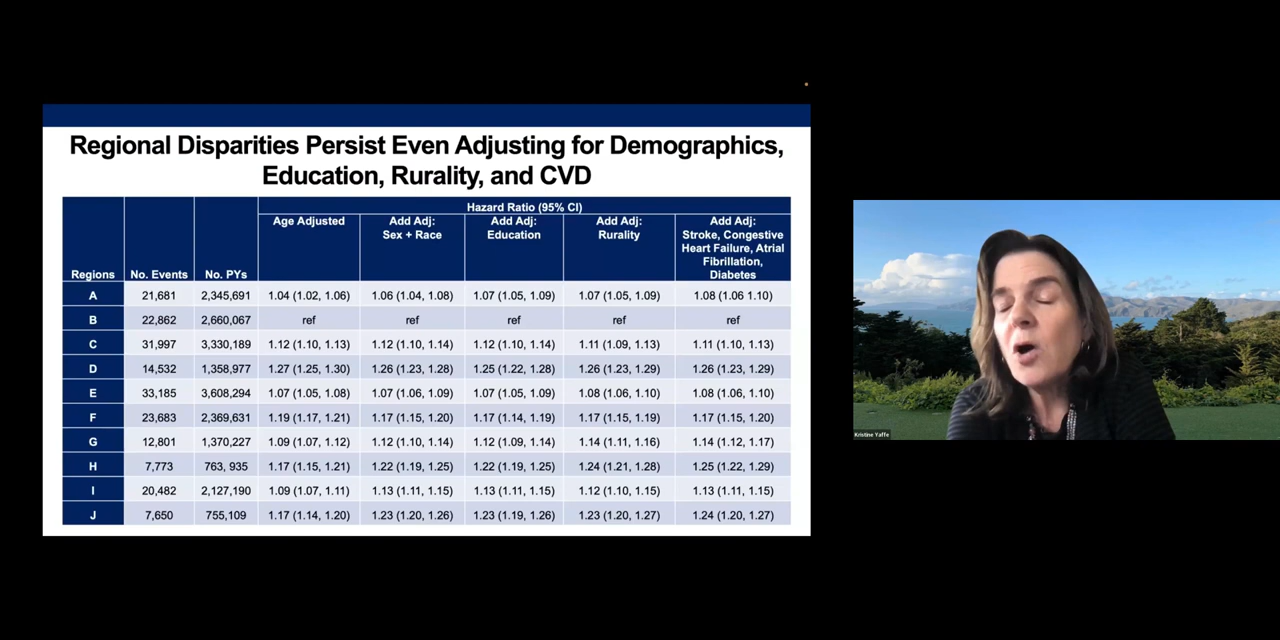 Regional Disparities Persist Even Adjusting for Demographics,
Education, Rurality, and CVD
Hazard Ratio (95% CI)
Regions No. Events No. PYs Age Adjusted Add Adj: Sex + Race Add Adj: Education Add Adj: Rurality Add Adj: Stroke, Congestive Heart Failure, Atrial Fibrillation, Diabetes
A 21,681 2,345,691 1.04 (1.02, 1.06) 1.06 (1.04, 1.08) 1.07 (1.05, 1.09) 1.07 (1.05, 1.09) 1.08 (1.06 1.10)
B 22,862 2,660,067 ref ref ref ref ref
C 31,997 3,330,189 1.12 (1.10, 1.13) 1.12 (1.10, 1.14) 1.12 (1.10, 1.14) 1.11 (1.09, 1.13) 1.11 (1.10, 1.13)
D 14,532 1,358,977 1.27 (1.25, 1.30) 1.26 (1.23, 1.28) 1.25 (1.22, 1.28) 1.26 (1.23, 1.29) 1.26 (1.23, 1.29)
E 33,185 3,608,294 1.07 (1.05, 1.08) 1.07 (1.06, 1.09) 1.07 (1.05, 1.09) 1.08 (1.06, 1.10) 1.08 (1.06, 1.10)
F 23,683 2,369,631 1.19 (1.17, 1.21) 1.17 (1.15, 1.20) 1.17 (1.14, 1.19) 1.17 (1.15, 1.19) 1.17 (1.15, 1.20)
G 12,801 1,370,227 1.09 (1.07, 1.12) 1.12 (1.10, 1.14) 1.12 (1.09, 1.14) 1.14 (1.11, 1.16) 1.14 (1.12, 1.17)
H 7,773 763, 935 1.17 (1.15, 1.21) 1.22 (1.19, 1.25) 1.22 (1.19, 1.25) 1.24 (1.21, 1.28) 1.25 (1.22, 1.29)
I 20,482 2,127,190 1.09 (1.07, 1.11) 1.13 (1.11, 1.15) 1.13 (1.11, 1.15) 1.12 (1.10, 1.15) 1.13 (1.11, 1.15)
J 7,650 755,109 1.17 (1.14, 1.20) 1.23 (1.20, 1.26) 1.23 (1.19, 1.26) 1.23 (1.20, 1.27) 1.24 (1.20, 1.27)
Kristine Yaffe